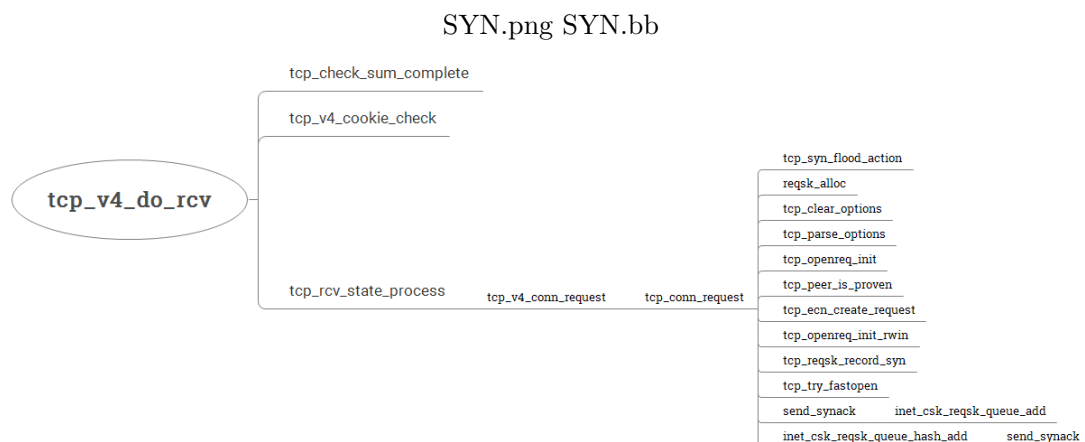 SYN.png SYN.bb
tcp_check_sum_complete
tcp_v4_cookie_check
tcp_v4_do_rcv
tcp_rcv_state_process
tcp_v4_conn_request
tcp_conn_request
tcp_syn_flood_action
reqsk_alloc
tcp_clear_options
tcp_parse_options
tcp_openreq_init
tcp_peer_is_proven
tcp_ecn_create_request
tcp_openreq_init_rwin
tcp_reqsk_record_syn
tcp_try_fastopen
send_synack inet_csk_reqsk_queue_add
inet_csk_reqsk_queue_hash_add send_synack